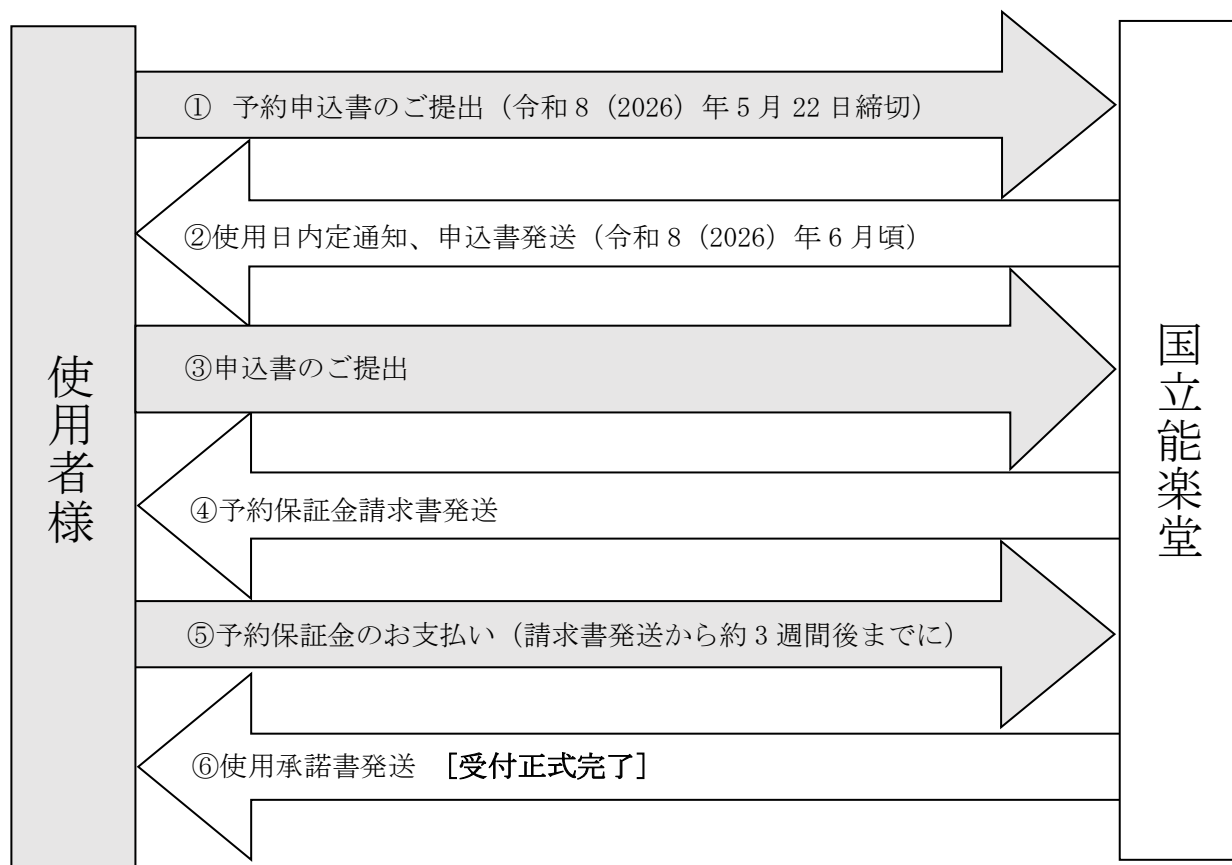 使用者様
① 予約申込書のご提出（令和 8（2026）年 5 月 22 日締切）
②使用日内定通知、申込書発送（令和 8（2026）年 6 月頃）
③申込書のご提出
④予約保証金請求書発送
⑤予約保証金のお支払い（請求書発送から約 3 週間後までに）
⑥使用承諾書発送 ［受付正式完了］
国立能楽堂